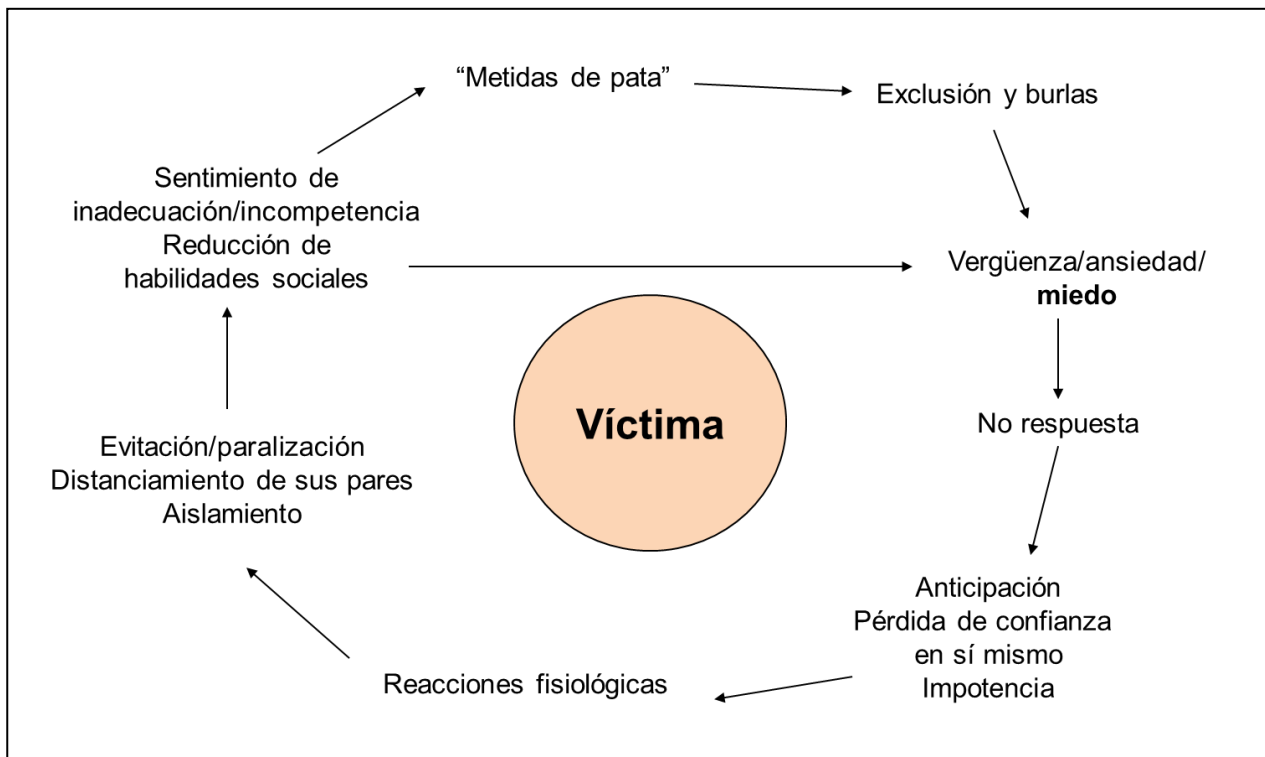 “Metidas de pata”
Exclusión y burlas
Vergüenza/ansiedad/
miedo
No respuesta
Anticipación
Pérdida de confianza
en sí mismo
Impotencia
Reacciones fisiológicas
Evitación/paralización
Distanciamiento de sus pares
Aislamiento
Sentimiento de
inadecuación/incompetencia
Reducción de
habilidades sociales
Víctima